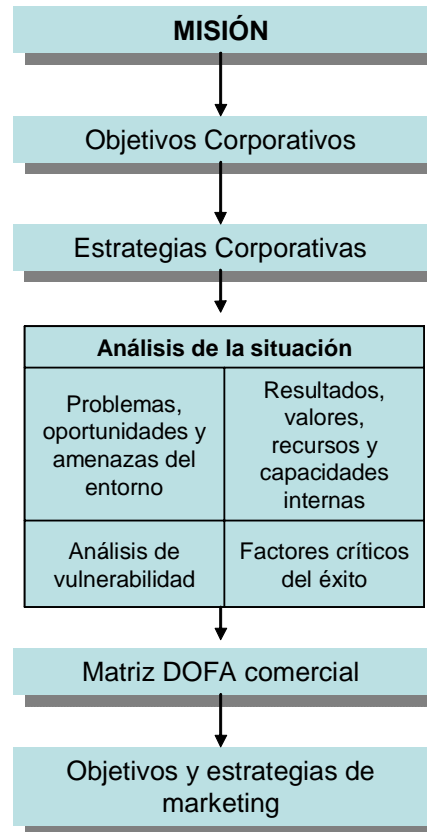 MISIÓN
Objetivos Corporativos
Estrategias Corporativas
Análisis de la situación
Problemas,
oportunidades y
amenazas del
entorno
Resultados,
valores,
recursos y
capacidades
internas
Análisis de
vulnerabilidad
Factores críticos
del éxito
Matriz DOFA comercial
Objetivos y estrategias de
marketing